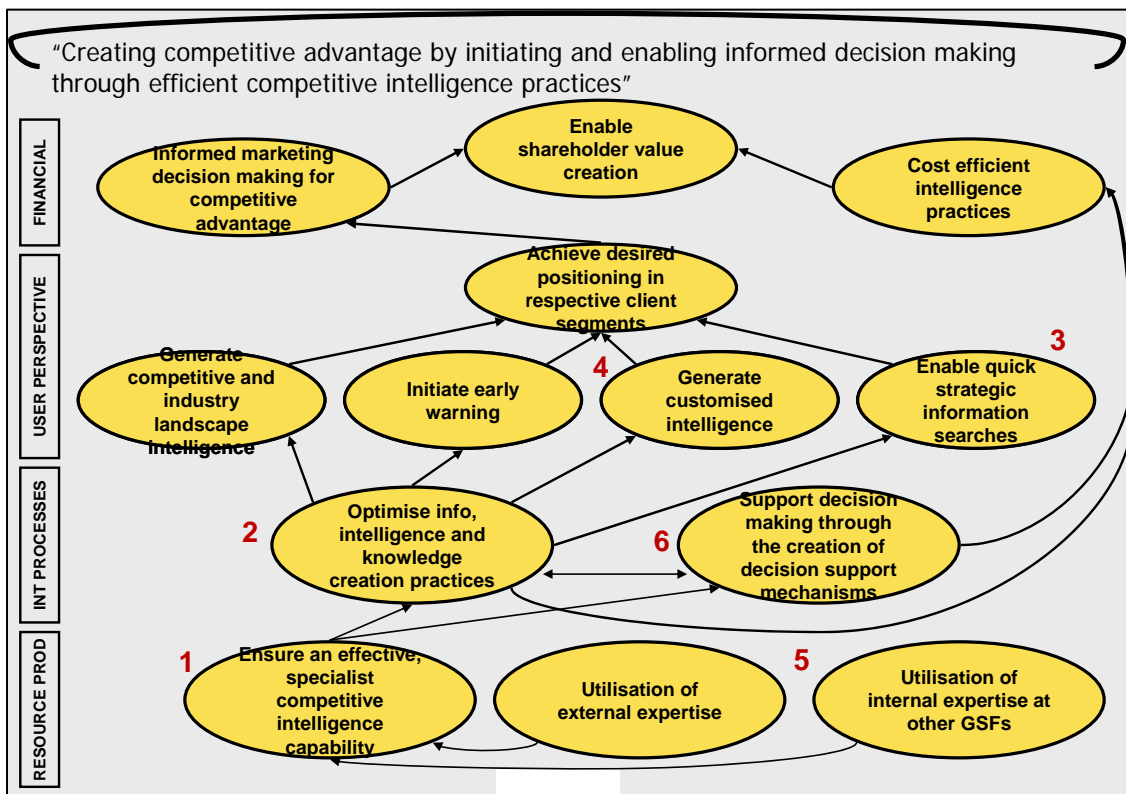 “Creating competitive advantage by initiating and enabling informed decision making
through efficient competitive intelligence practices”
FINANCIAL
Informed marketing
decision making for
competitive
advantage
Enable
shareholder value
creation
Cost efficient
intelligence
practices
USER PERSPECTIVE
Achieve desired
positioning in
respective client
segments
Generate
competitive and
industry
landscape
intelligence
Initiate early
warning
4
Generate
customised
intelligence
3
Enable quick
strategic
information
searches
INT PROCESSES
2
Optimise info,
intelligence and
knowledge
creation practices
6
Support decision
making through
the creation of
decision support
mechanisms
RESOURCE PROD
1
Ensure an effective,
specialist
competitive
intelligence
capability
Utilisation of
external expertise
5
Utilisation of
internal expertise at
other GSFs